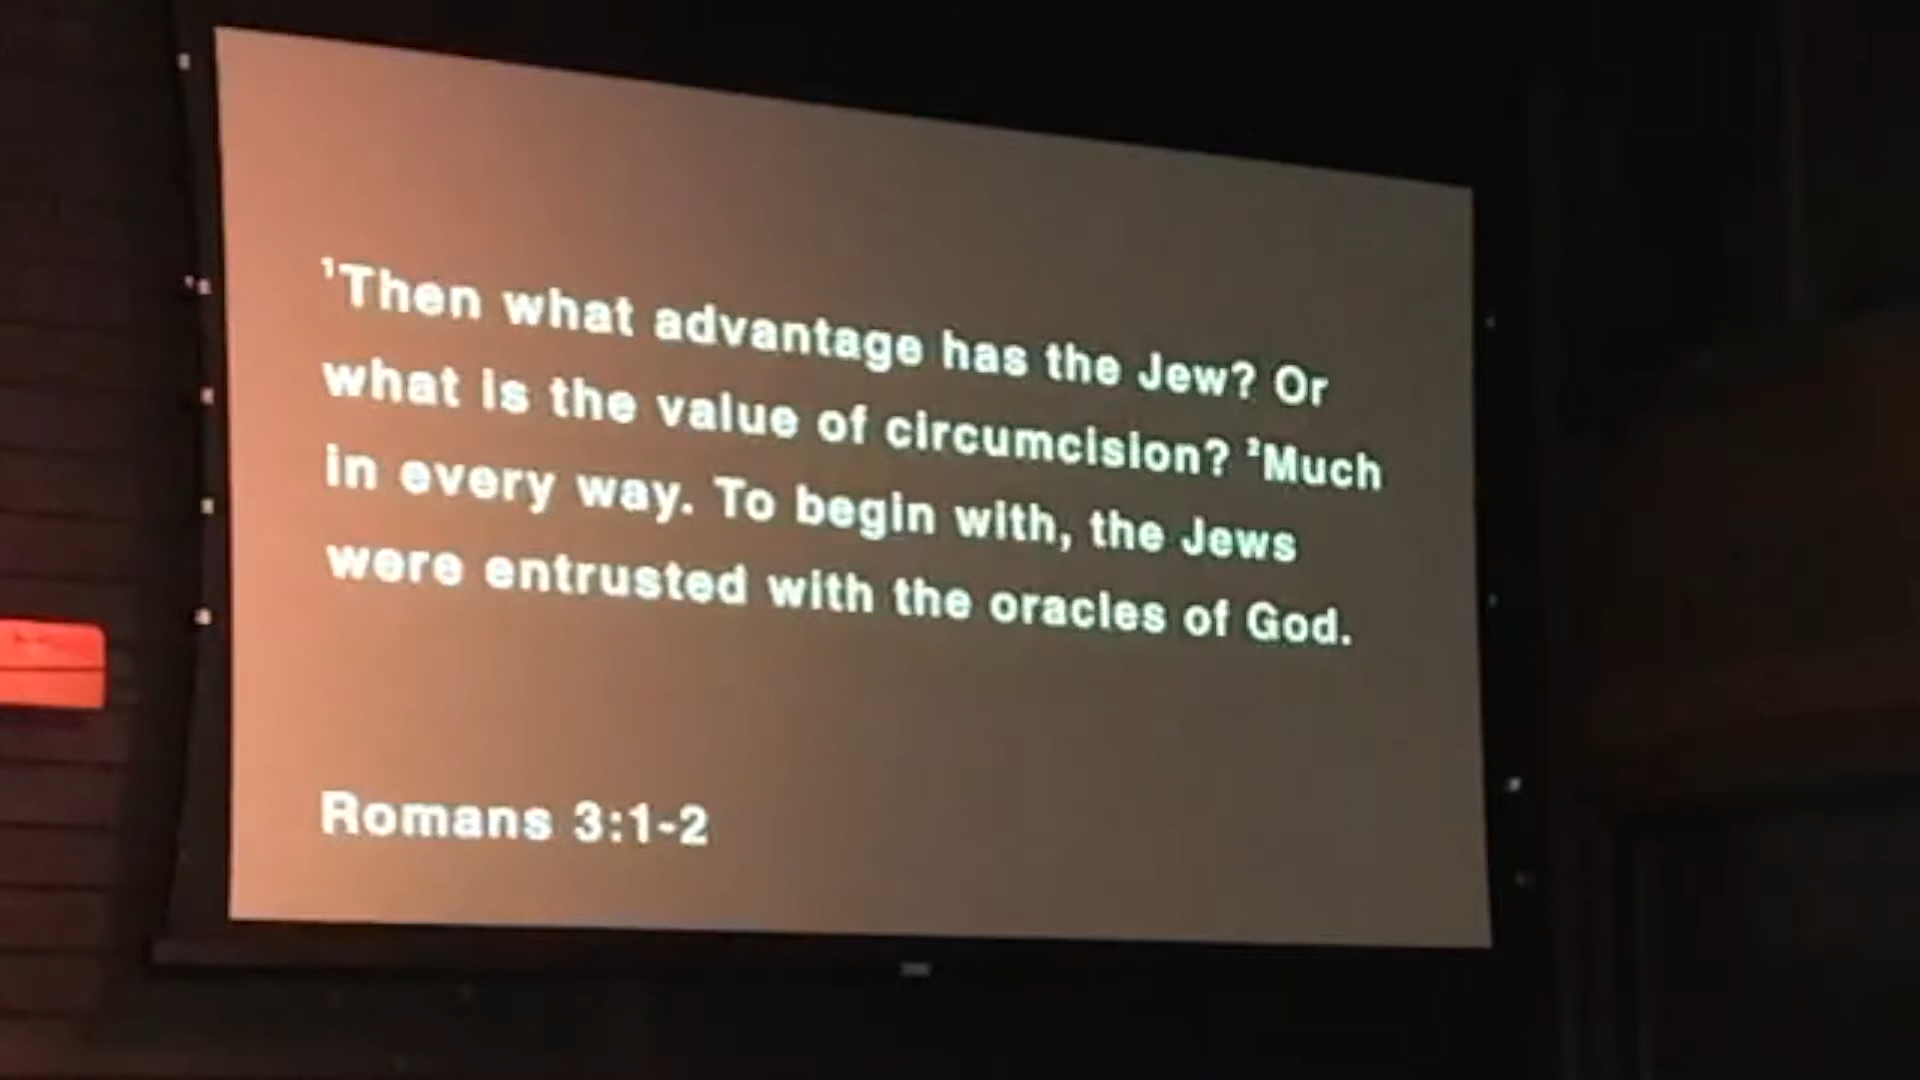 ¹Then what advantage has the Jew? Or
what is the value of circumcision? ²Much
in every way. To begin with, the Jews
were entrusted with the oracles of God.
Romans 3:1-2